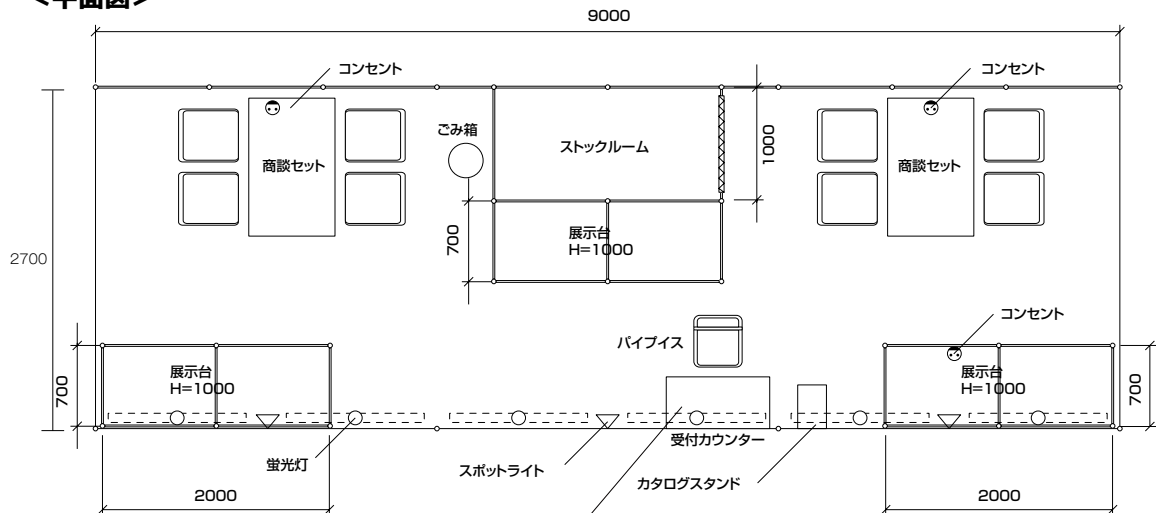 <平面図>
9000
コンセント
コンセント
ごみ箱
ストックルーム
1000
商談セット
商談セット
700
展示台
H=1000
2700
コンセント
パイプイス
展示台
H=1000
700
展示台
H=1000
700
受付カウンター
蛍光灯
スポットライト
カタログスタンド
2000
2000